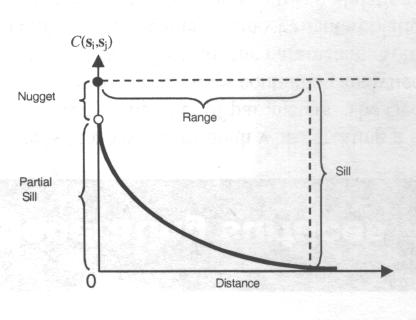 C(sᵢ,sⱼ)
Nugget
Range
Partial
Sill
Sill
0
Distance